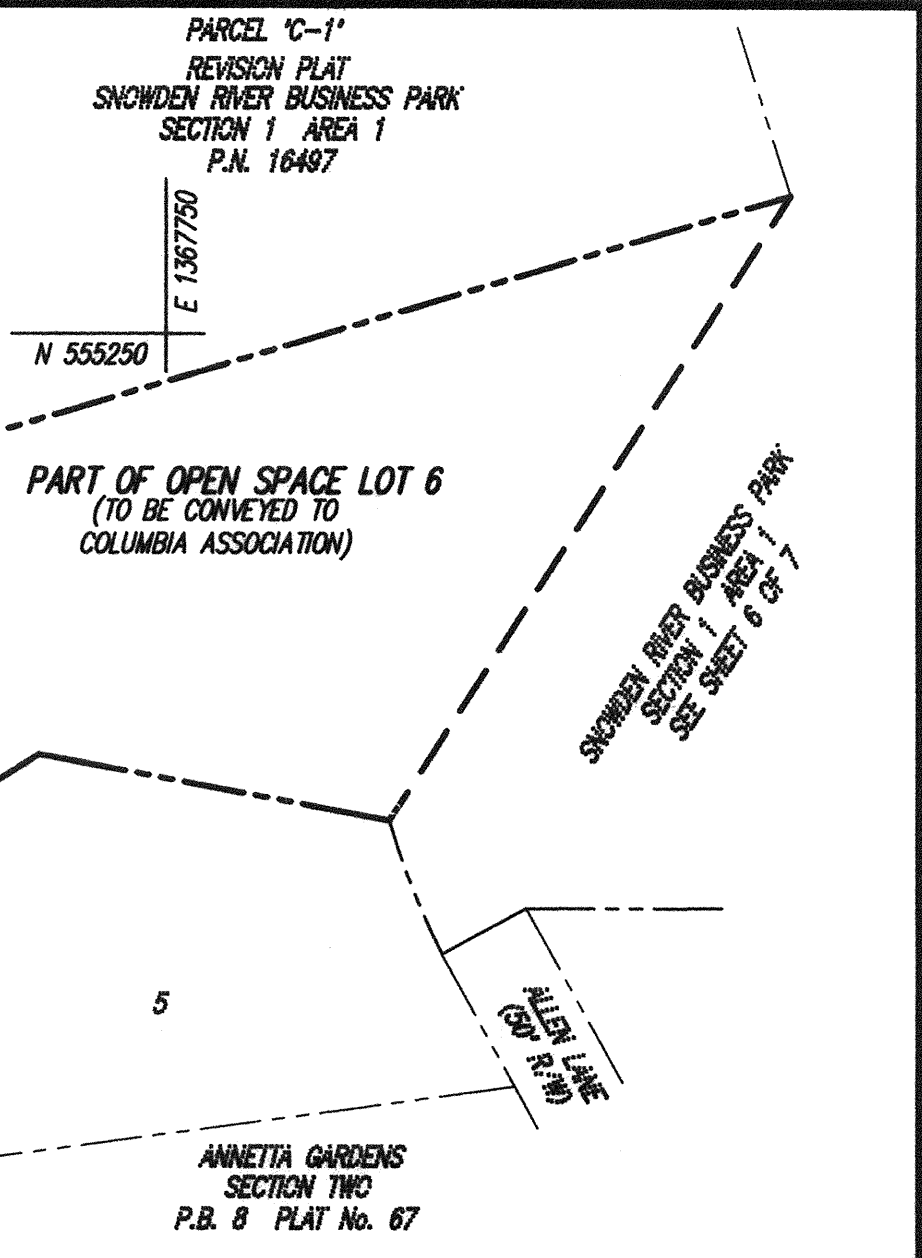 PARCEL 'C-1'
REVISION PLAT
SNOWDEN RIVER BUSINESS PARK
SECTION 1 AREA 1
P.N. 16497
E 1367750
N 555250
PART OF OPEN SPACE LOT 6
(TO BE CONVEYED TO
COLUMBIA ASSOCIATION)
SNOWDEN RIVER BUSINESS PARK
SECTION 1 AREA 1
SEE SHEET 6 OF 7
5
ALLEN LANE
(50' R/W)
ANNETTA GARDENS
SECTION TWO
P.B. 8 PLAT No. 67